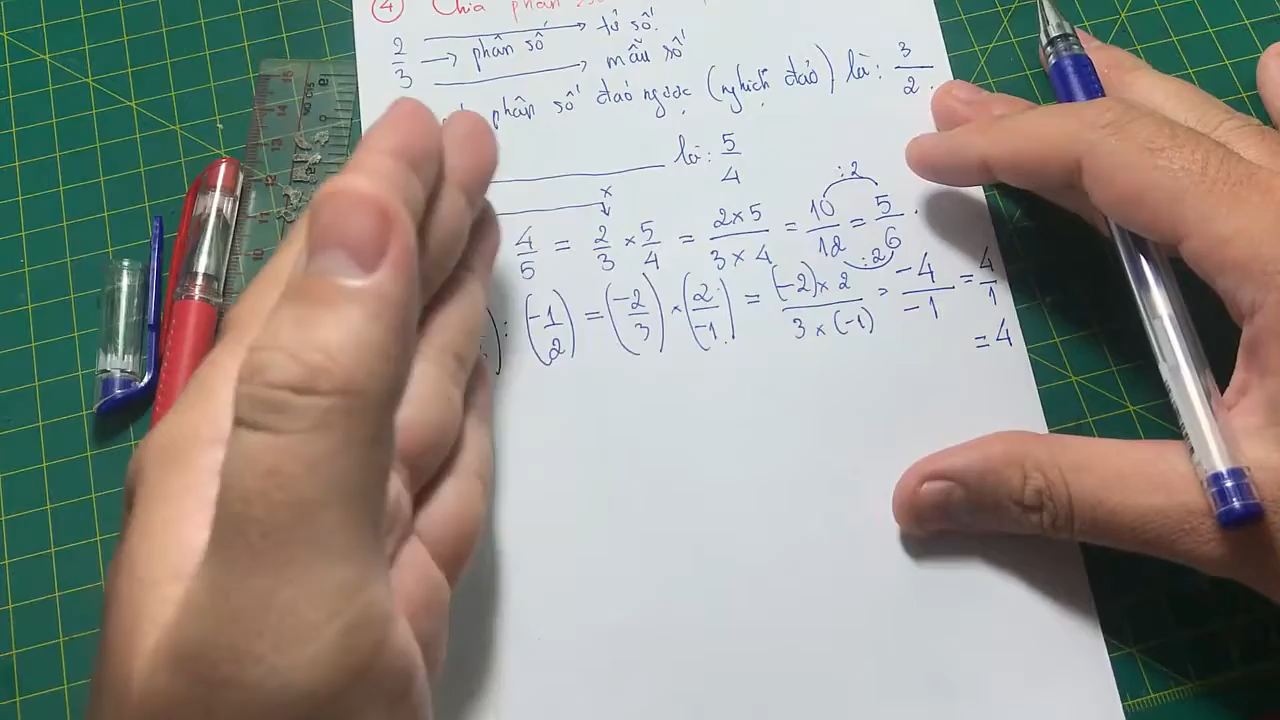 ④ Chia phân số
2/3 → phân số → tử số.
→ mẫu số
phân số đảo ngược (nghịch đảo) là: 3/2.
là: 5/4
×
4/5 = 2/3 × 5/4 = 2×5/3×4 = 10/12 = 5/6. :2 :2
): (-1/2) = (-2/3) × (2/-1) = (-2)×2/3×(-1) = -4/-1 = 4/1
= 4